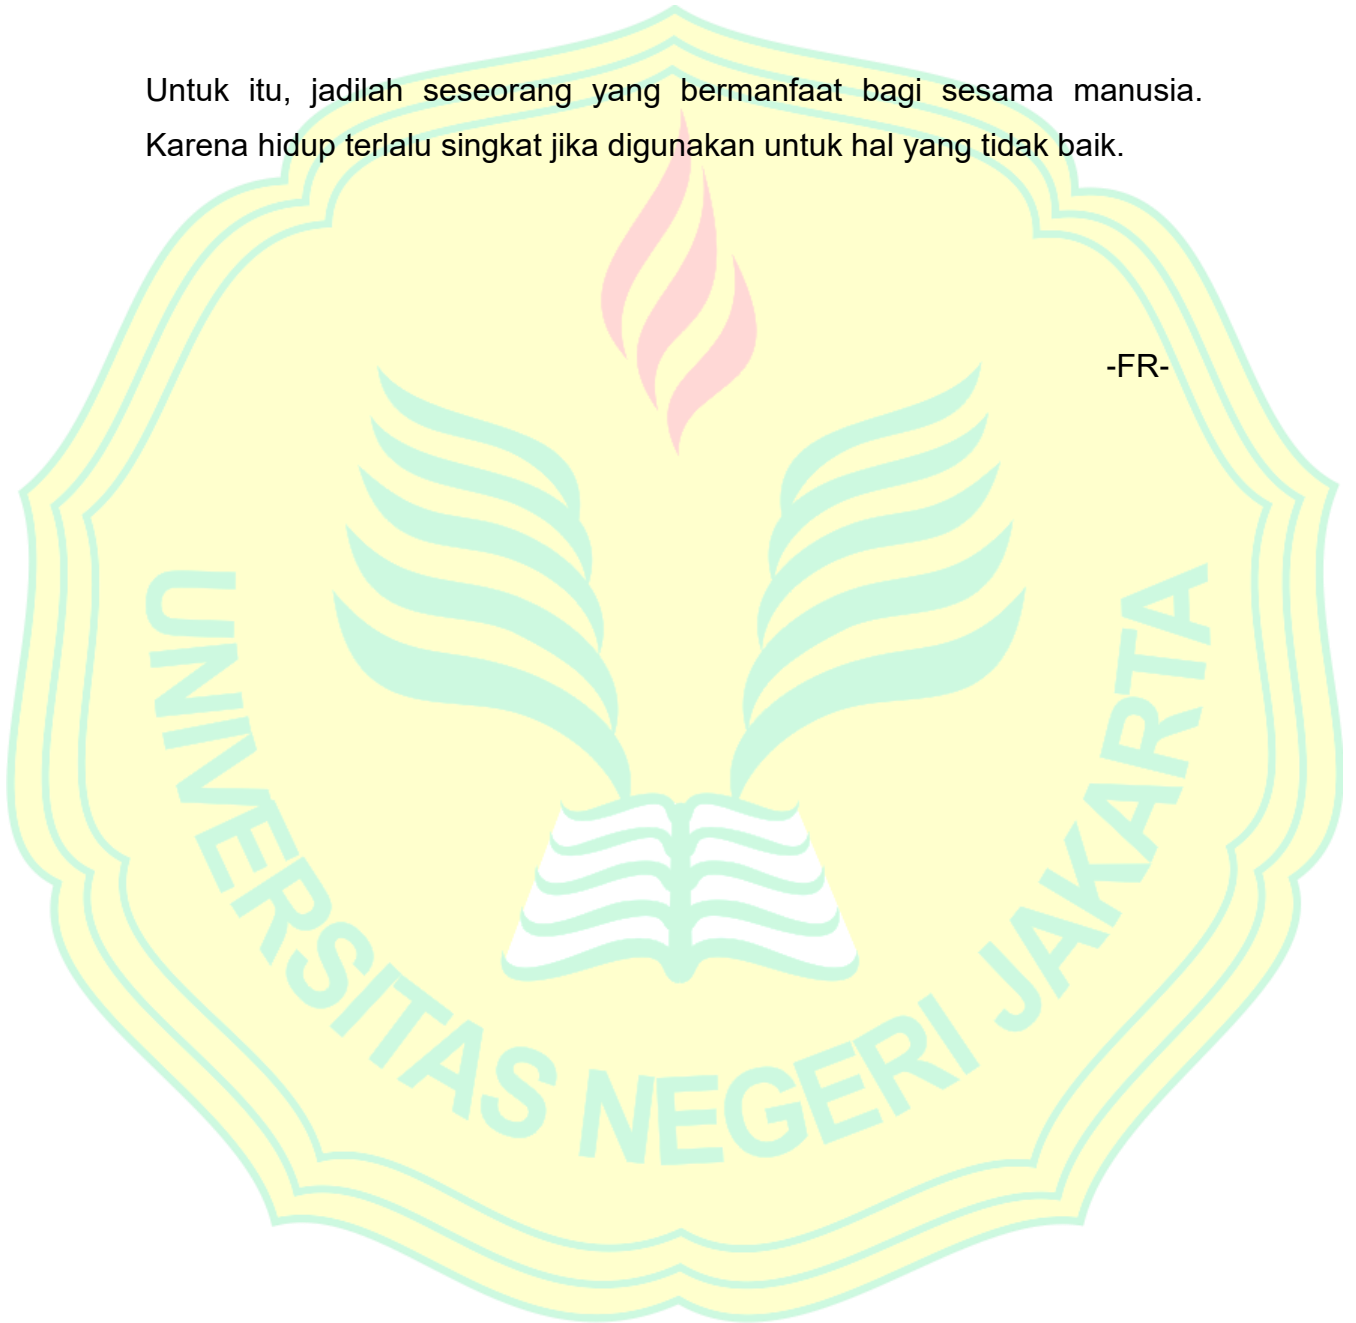 Untuk itu, jadilah seseorang yang bermanfaat bagi sesama manusia.
Karena hidup terlalu singkat jika digunakan untuk hal yang tidak baik.
-FR-
UNIVERSITAS NEGERI JAKARTA